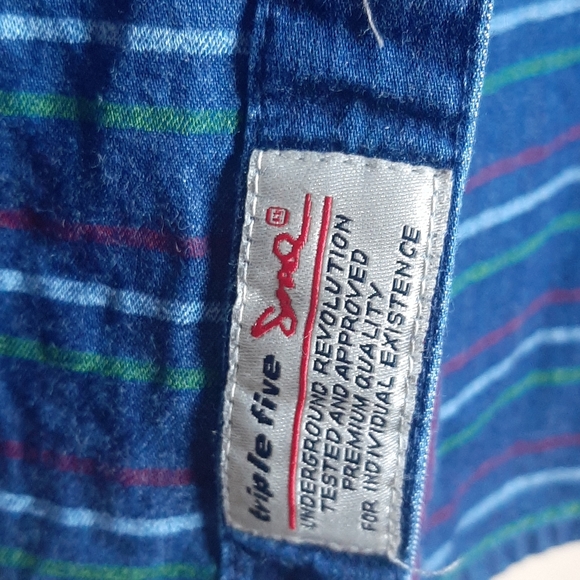 triple five Soul
UNDERGROUND REVOLUTION
TESTED AND APPROVED
PREMIUM QUALITY
FOR INDIVIDUAL EXISTENCE